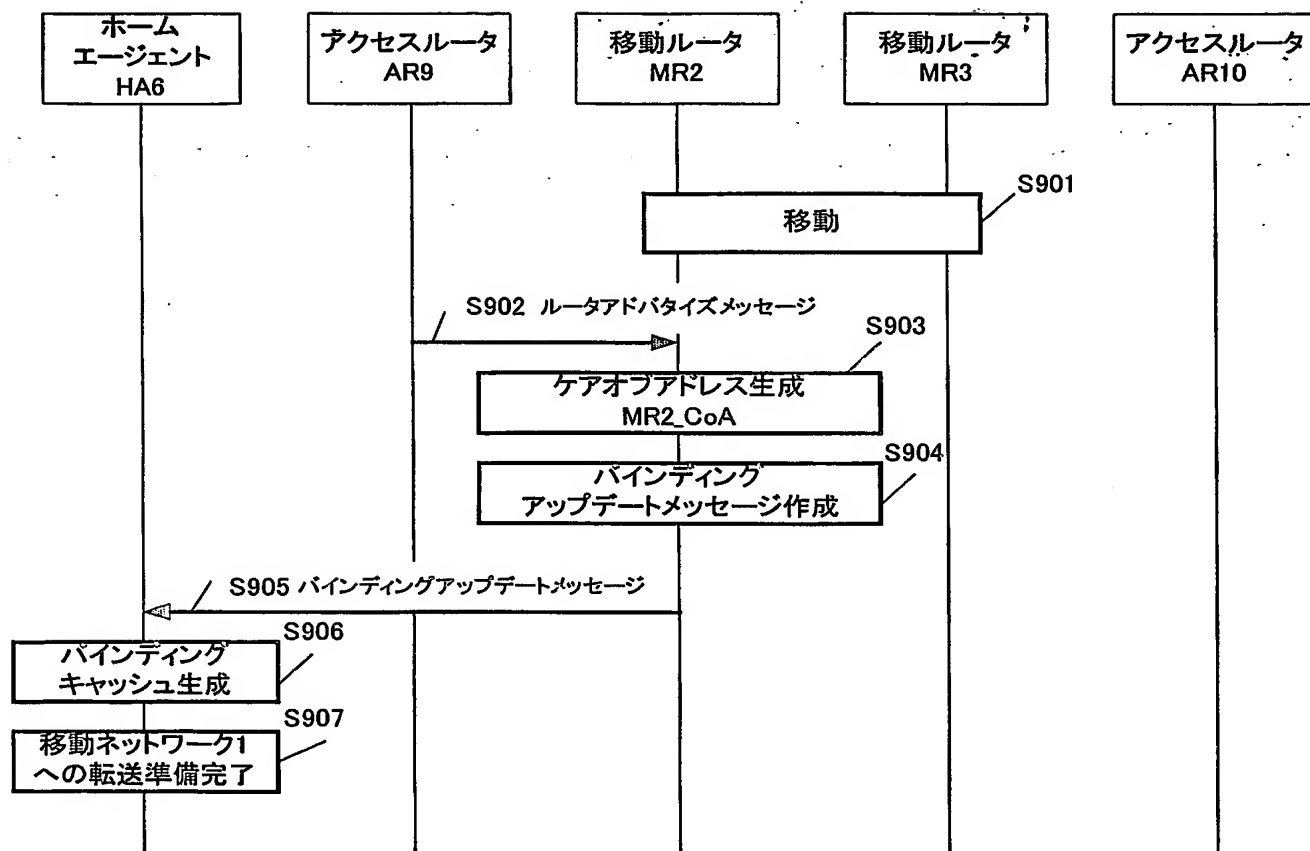 ホーム
エージェント
HA6
アクセスルータ
AR9
移動ルータ
MR2
移動ルータ
MR3
アクセスルータ
AR10
S901
移動
S902 ルータアドバタイズメッセージ
S903
ケアオブアドレス生成
MR2_CoA
S904
バインディング
アップデートメッセージ作成
S905 バインディングアップデートメッセージ
S906
バインディング
キャッシュ生成
S907
移動ネットワーク1
への転送準備完了